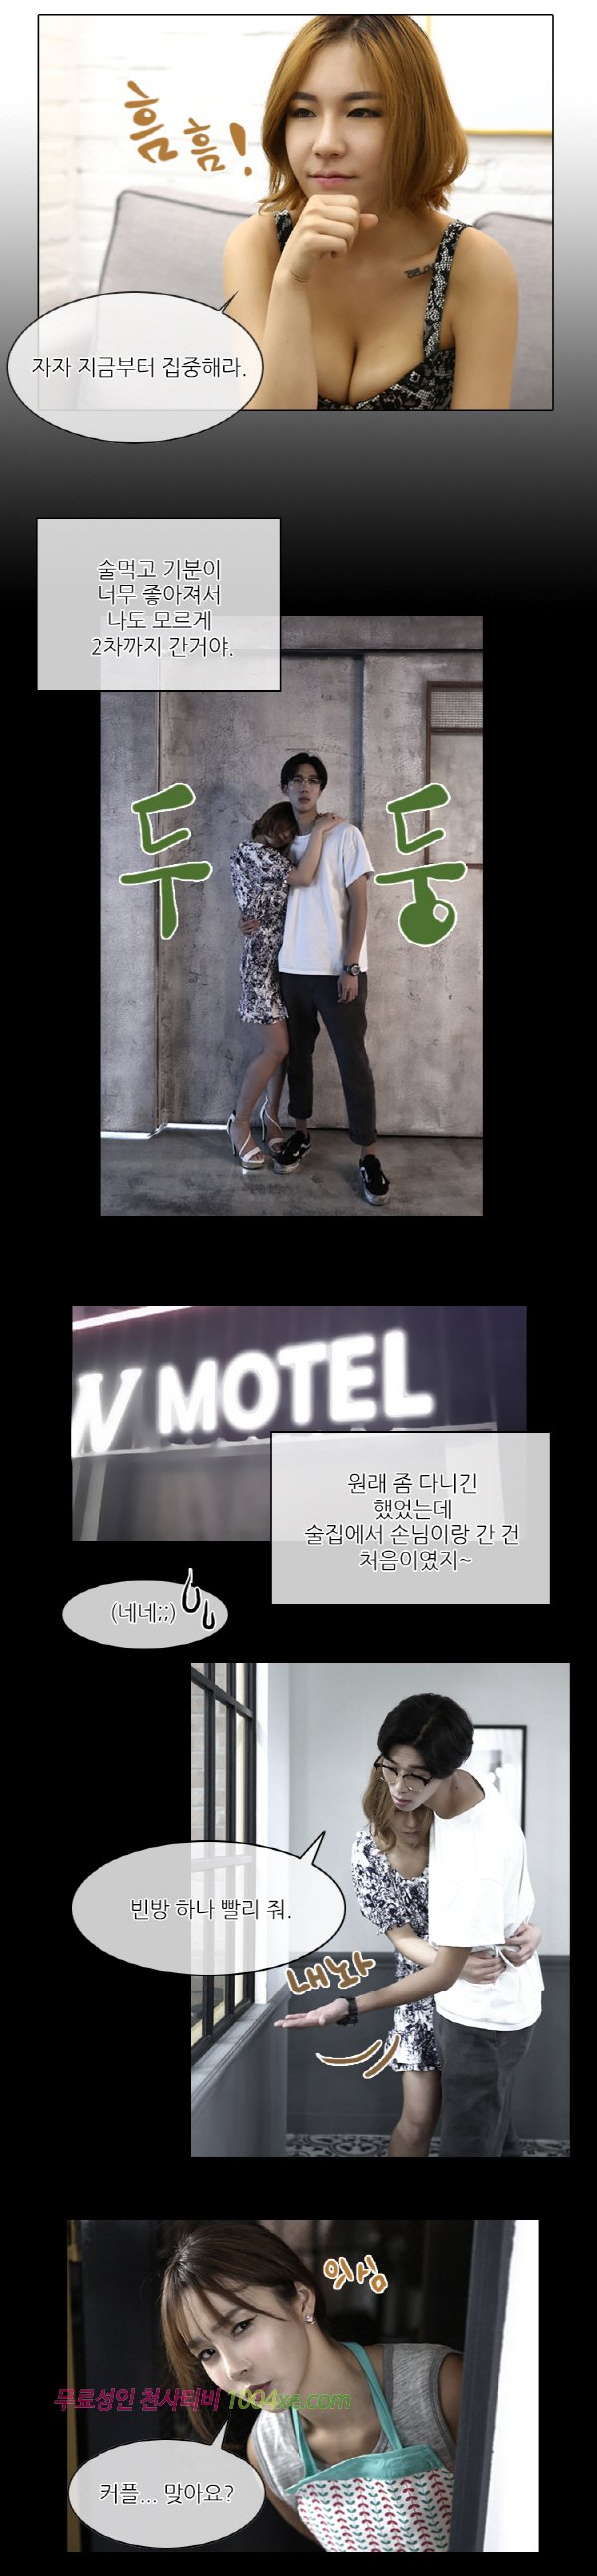 흠흠!
자자 지금부터 집중해라.
술먹고 기분이
너무 좋아져서
나도 모르게
2차까지 간거야.
두 둥
W MOTEL
원래 좀 다니긴
했었는데
술집에서 손님이랑 간 건
처음이였지~
(네네;;)
빈방 하나 빨리 줘.
내놔
의심
무료성인 천사티비 1004xe.com
커플... 맞아요?